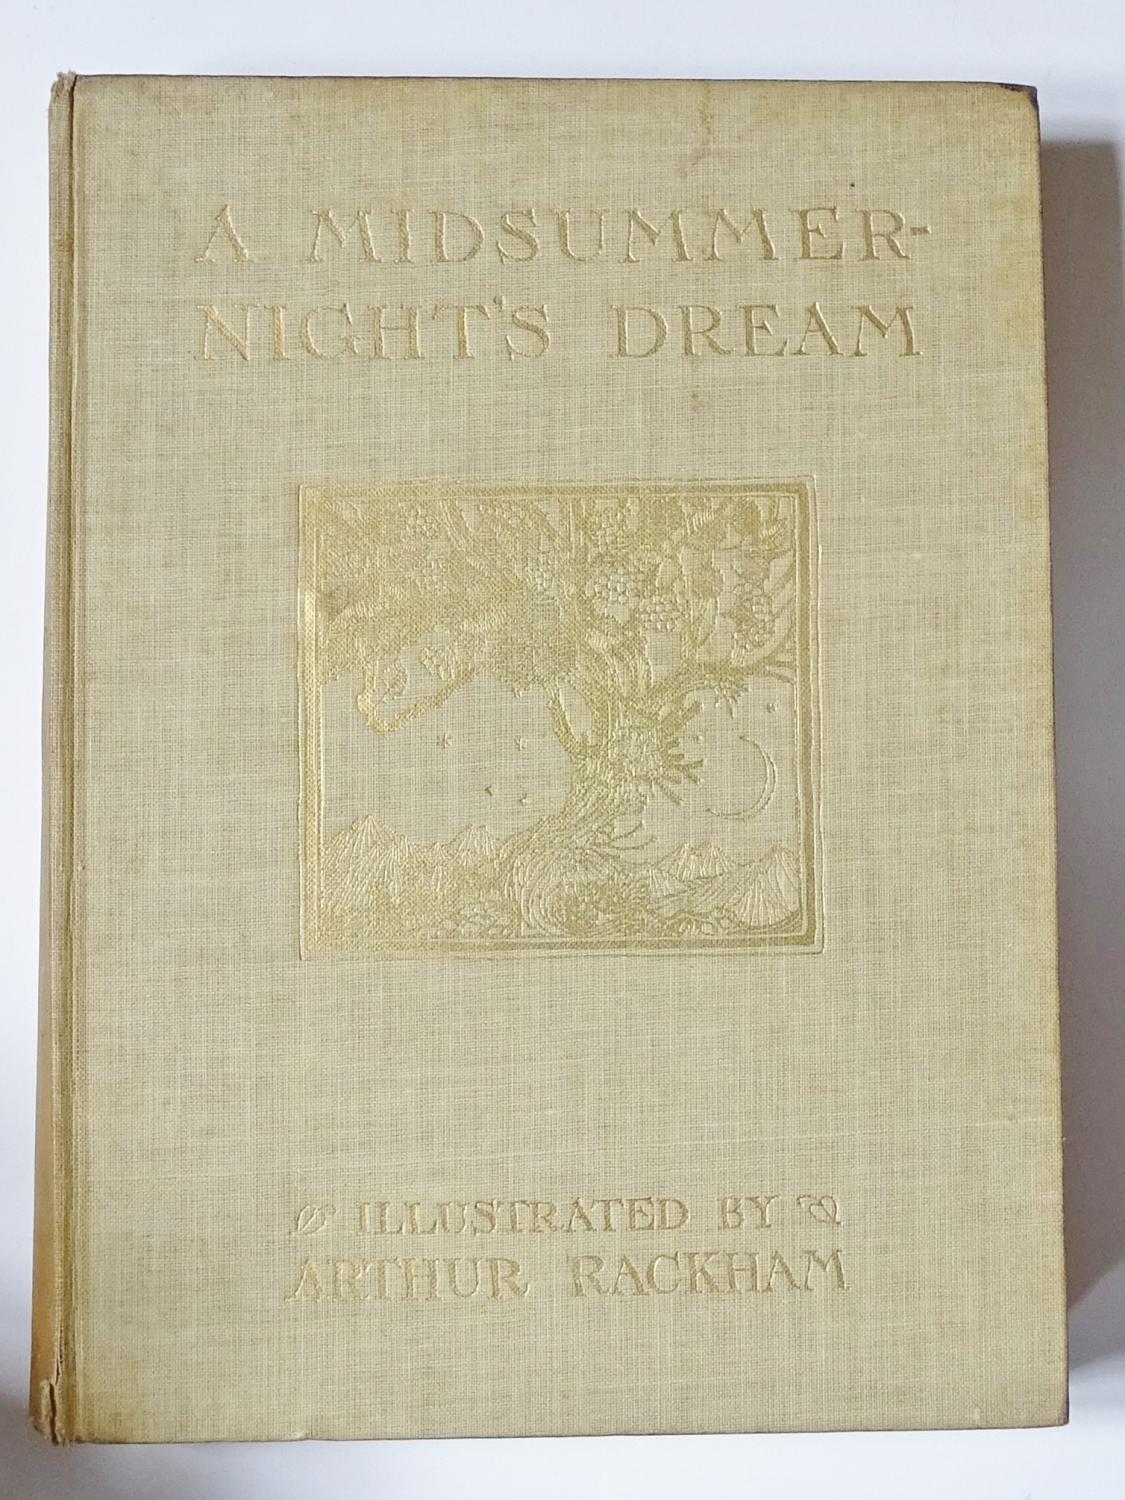 A MIDSUMMER-
NIGHT'S DREAM
ILLUSTRATED BY
ARTHUR RACKHAM